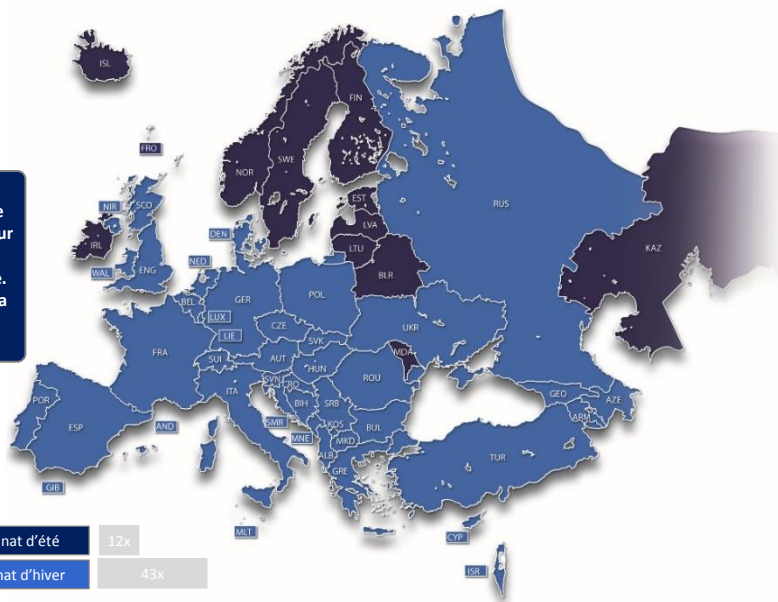 ISL
FIN
FRO
NOR
SWE
RUS
e
ur
é.
a
NIR
SCO
EST
LVA
IRL
DEN
LTU
KAZ
WAL
ENG
NED
BLR
BEL
GER
POL
LUX
CZE
UKR
LIE
SVK
FRA
SUI
AUT
HUN
MDA
SVN
CRO
ROU
ITA
BIH
SRB
GEO
POR
AZE
ESP
AND
SMR
KOS
BUL
ARM
MNE
MKD
ALB
GRE
TUR
GIB
MLT
CYP
nat d'été 12x
ISR
nat d'hiver 43x